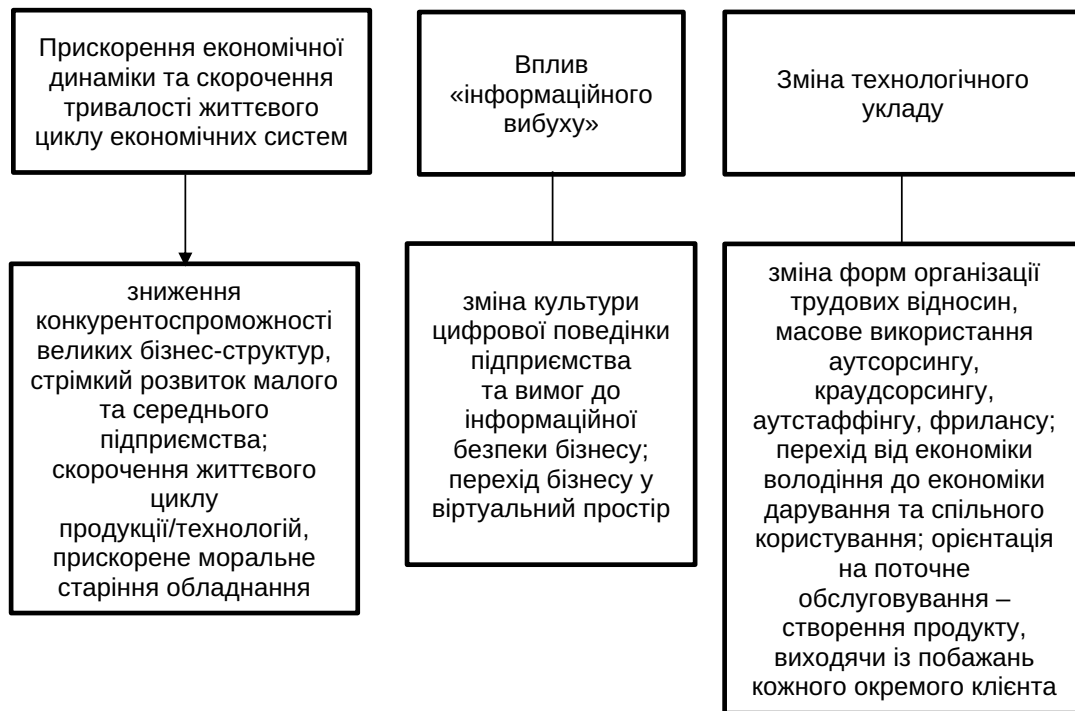 Прискорення економічної
динаміки та скорочення
тривалості життєвого
циклу економічних систем
Вплив
«інформаційного
вибуху»
Зміна технологічного
укладу
зниження
конкурентоспроможності
великих бізнес-структур,
стрімкий розвиток малого
та середнього
підприємства;
скорочення життєвого
циклу
продукції/технологій,
прискорене моральне
старіння обладнання
зміна культури
цифрової поведінки
підприємства
та вимог до
інформаційної
безпеки бізнесу;
перехід бізнесу у
віртуальний простір
зміна форм організації
трудових відносин,
масове використання
аутсорсингу,
краудсорсингу,
аутстаффінгу, фрилансу;
перехід від економіки
володіння до економіки
дарування та спільного
користування; орієнтація
на поточне
обслуговування –
створення продукту,
виходячи із побажань
кожного окремого клієнта